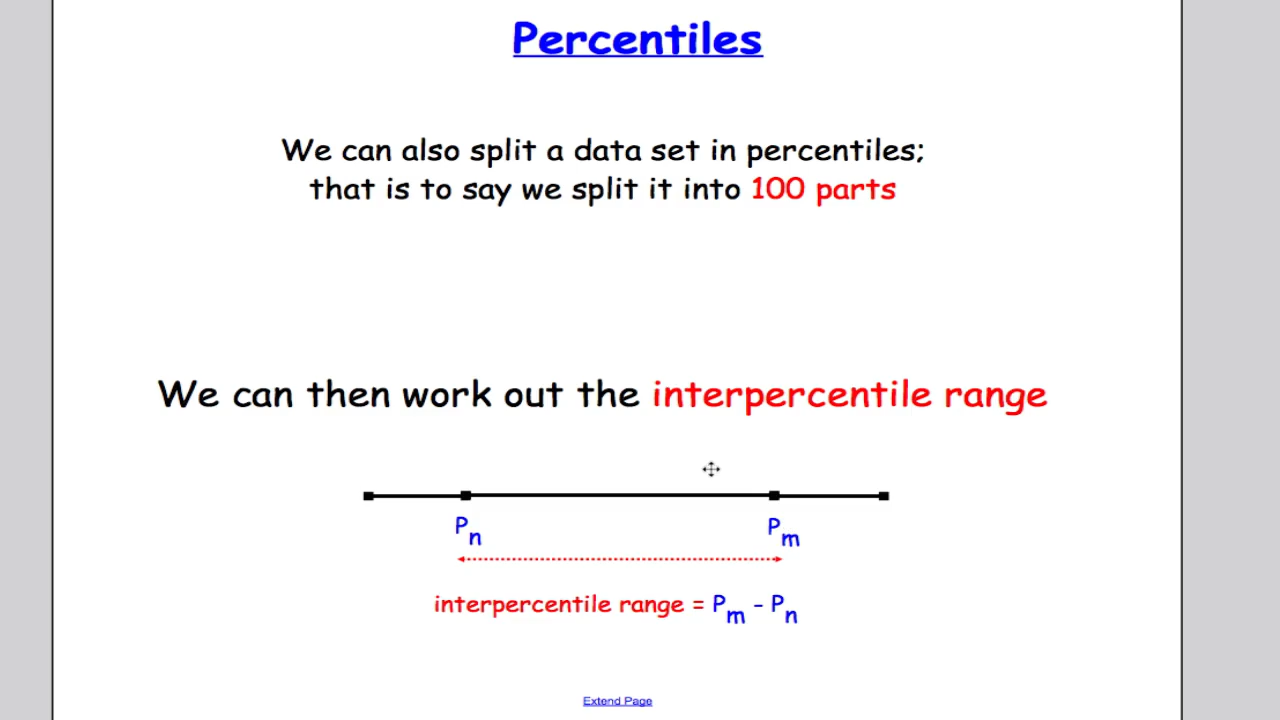 Percentiles
We can also split a data set in percentiles;
that is to say we split it into 100 parts
We can then work out the interpercentile range
Pn Pm
interpercentile range = Pm - Pn
Extend Page